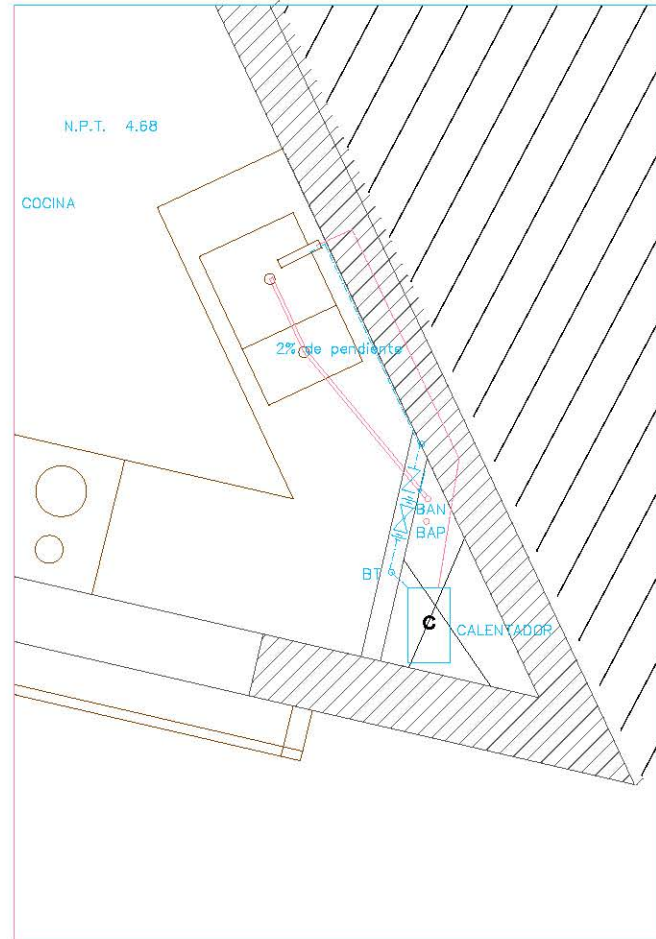 N.P.T. 4.68
COCINA
2% de pendiente
BAN
BAP
BT
C
CALENTADOR